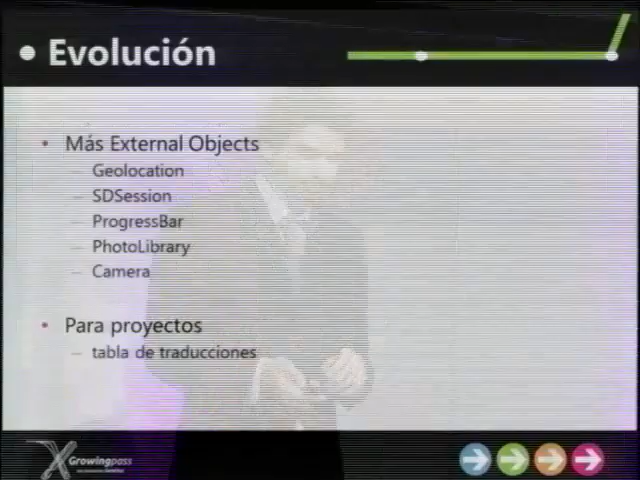 Evolución
• Más External Objects
– Geolocation
– SDSession
– ProgressBar
– PhotoLibrary
– Camera
• Para proyectos
– tabla de traducciones
Growingpass